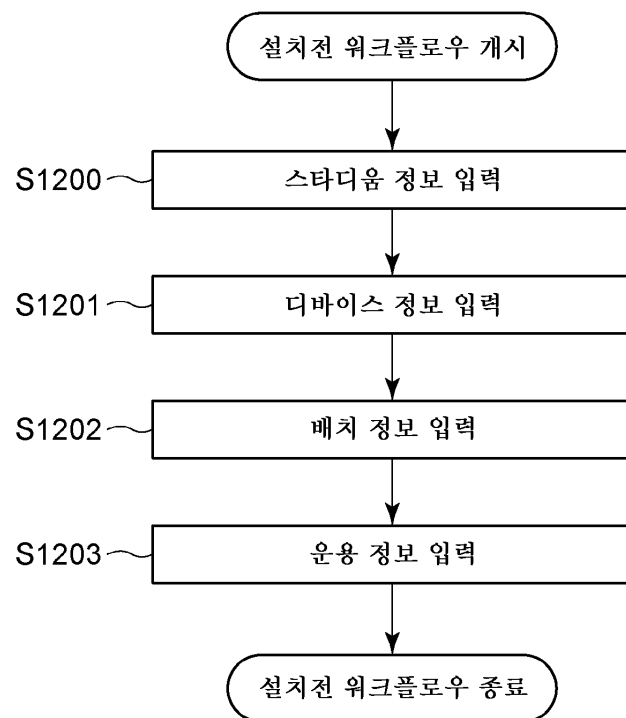 설치전 워크플로우 개시
S1200 스타디움 정보 입력
S1201 디바이스 정보 입력
S1202 배치 정보 입력
S1203 운용 정보 입력
설치전 워크플로우 종료